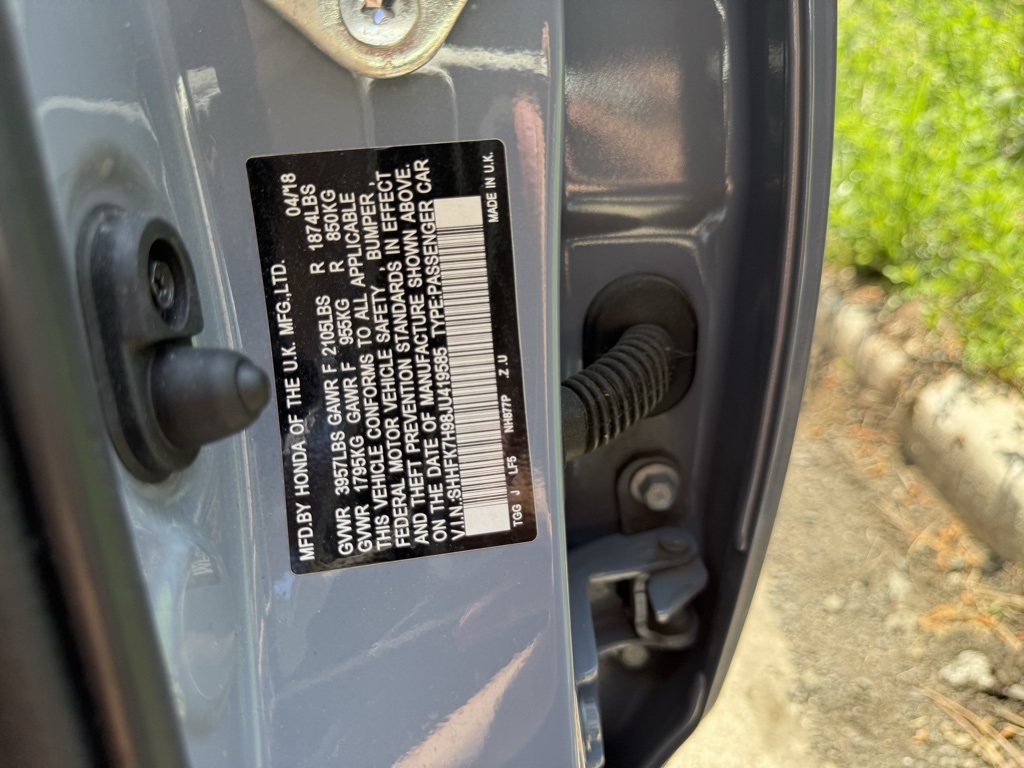 MFD.BY HONDA OF THE U.K. MFG.,LTD. 04/18
GVWR 3957LBS GAWR F 2105LBS R 1874LBS
GVWR 1795KG GAWR F 955KG R 850KG
THIS VEHICLE CONFORMS TO ALL APPLICABLE
FEDERAL MOTOR VEHICLE SAFETY, BUMPER,
AND THEFT PREVENTION STANDARDS IN EFFECT
ON THE DATE OF MANUFACTURE SHOWN ABOVE.
V.I.N.:SHHFK7H98JU419585 TYPE:PASSENGER CAR
TGG J LF5 NH877P .Z.U MADE IN U.K.